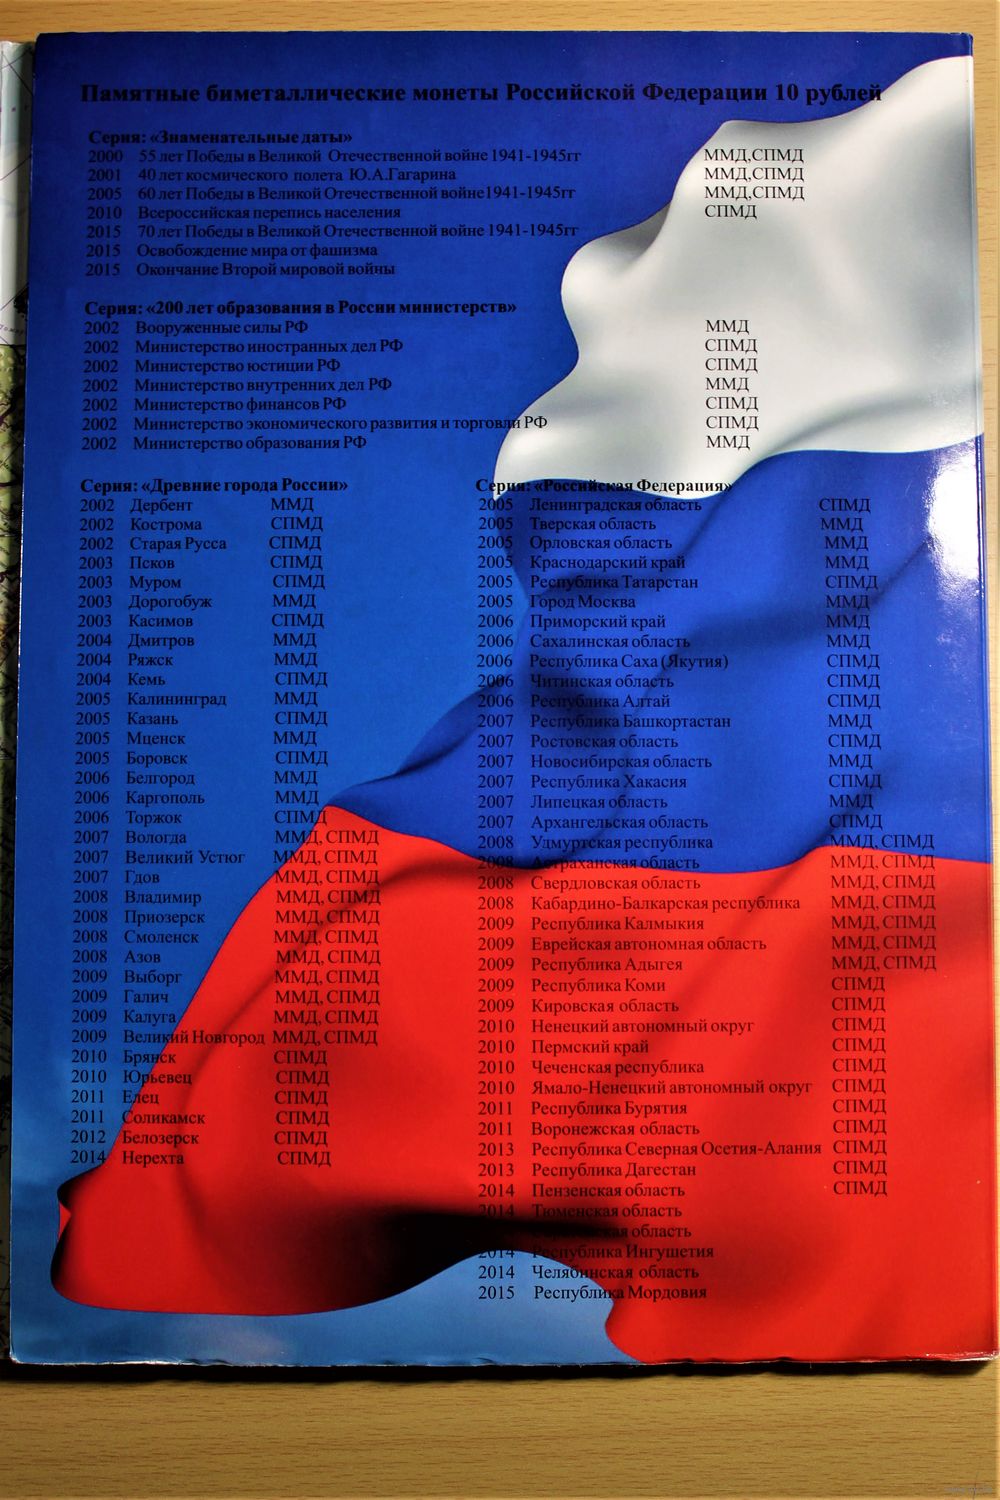 Памятные биметаллические монеты Российской Федерации 10 рублей
Серия: «Знаменательные даты»
2000 55 лет Победы в Великой Отечественной войне 1941-1945гг ММД,СПМД
2001 40 лет космического полета Ю.А.Гагарина ММД,СПМД
2005 60 лет Победы в Великой Отечественной войне1941-1945гг ММД,СПМД
2010 Всероссийская перепись населения СПМД
2015 70 лет Победы в Великой Отечественной войне 1941-1945гг
2015 Освобождение мира от фашизма
2015 Окончание Второй мировой войны
Серия: «200 лет образования в России министерств»
2002 Вооруженные силы РФ ММД
2002 Министерство иностранных дел РФ СПМД
2002 Министерство юстиции РФ СПМД
2002 Министерство внутренних дел РФ ММД
2002 Министерство финансов РФ СПМД
2002 Министерство экономического развития и торговли РФ СПМД
2002 Министерство образования РФ ММД
Серия: «Древние города России»
2002 Дербент ММД
2002 Кострома СПМД
2002 Старая Русса СПМД
2003 Псков СПМД
2003 Муром СПМД
2003 Дорогобуж ММД
2003 Касимов СПМД
2004 Дмитров ММД
2004 Ряжск ММД
2004 Кемь СПМД
2005 Калининград ММД
2005 Казань СПМД
2005 Мценск ММД
2005 Боровск СПМД
2006 Белгород ММД
2006 Каргополь ММД
2006 Торжок СПМД
2007 Вологда ММД, СПМД
2007 Великий Устюг ММД, СПМД
2007 Гдов ММД, СПМД
2008 Владимир ММД, СПМД
2008 Приозерск ММД, СПМД
2008 Смоленск ММД, СПМД
2008 Азов ММД, СПМД
2009 Выборг ММД, СПМД
2009 Галич ММД, СПМД
2009 Калуга ММД, СПМД
2009 Великий Новгород ММД, СПМД
2010 Брянск СПМД
2010 Юрьевец СПМД
2011 Елец СПМД
2011 Соликамск СПМД
2012 Белозерск СПМД
2014 Нерехта СПМД
Серия: «Российская Федерация»
2005 Ленинградская область СПМД
2005 Тверская область ММД
2005 Орловская область ММД
2005 Краснодарский край ММД
2005 Республика Татарстан СПМД
2005 Город Москва ММД
2006 Приморский край ММД
2006 Сахалинская область ММД
2006 Республика Саха (Якутия) СПМД
2006 Читинская область СПМД
2006 Республика Алтай СПМД
2007 Республика Башкортастан ММД
2007 Ростовская область СПМД
2007 Новосибирская область ММД
2007 Республика Хакасия СПМД
2007 Липецкая область ММД
2007 Архангельская область СПМД
2008 Удмуртская республика ММД, СПМД
2008 Астраханская область ММД, СПМД
2008 Свердловская область ММД, СПМД
2008 Кабардино-Балкарская республика ММД, СПМД
2009 Республика Калмыкия ММД, СПМД
2009 Еврейская автономная область ММД, СПМД
2009 Республика Адыгея ММД, СПМД
2009 Республика Коми СПМД
2009 Кировская область СПМД
2010 Ненецкий автономный округ СПМД
2010 Пермский край СПМД
2010 Чеченская республика СПМД
2010 Ямало-Ненецкий автономный округ СПМД
2011 Республика Бурятия СПМД
2011 Воронежская область СПМД
2013 Республика Северная Осетия-Алания СПМД
2013 Республика Дагестан СПМД
2014 Пензенская область СПМД
2014 Тюменская область
область
2014 Республика Ингушетия
2014 Челябинская область
2015 Республика Мордовия